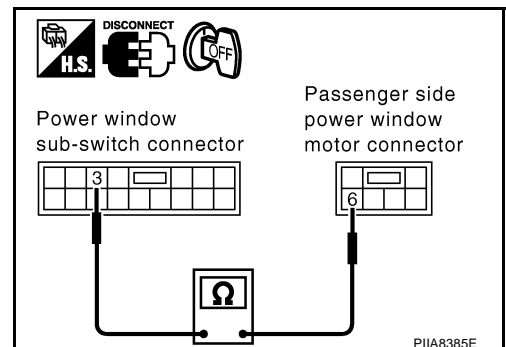 DISCONNECT
H.S.
OFF
Power window
sub-switch connector
Passenger side
power window
motor connector
3
6
Ω
PIIA8385E